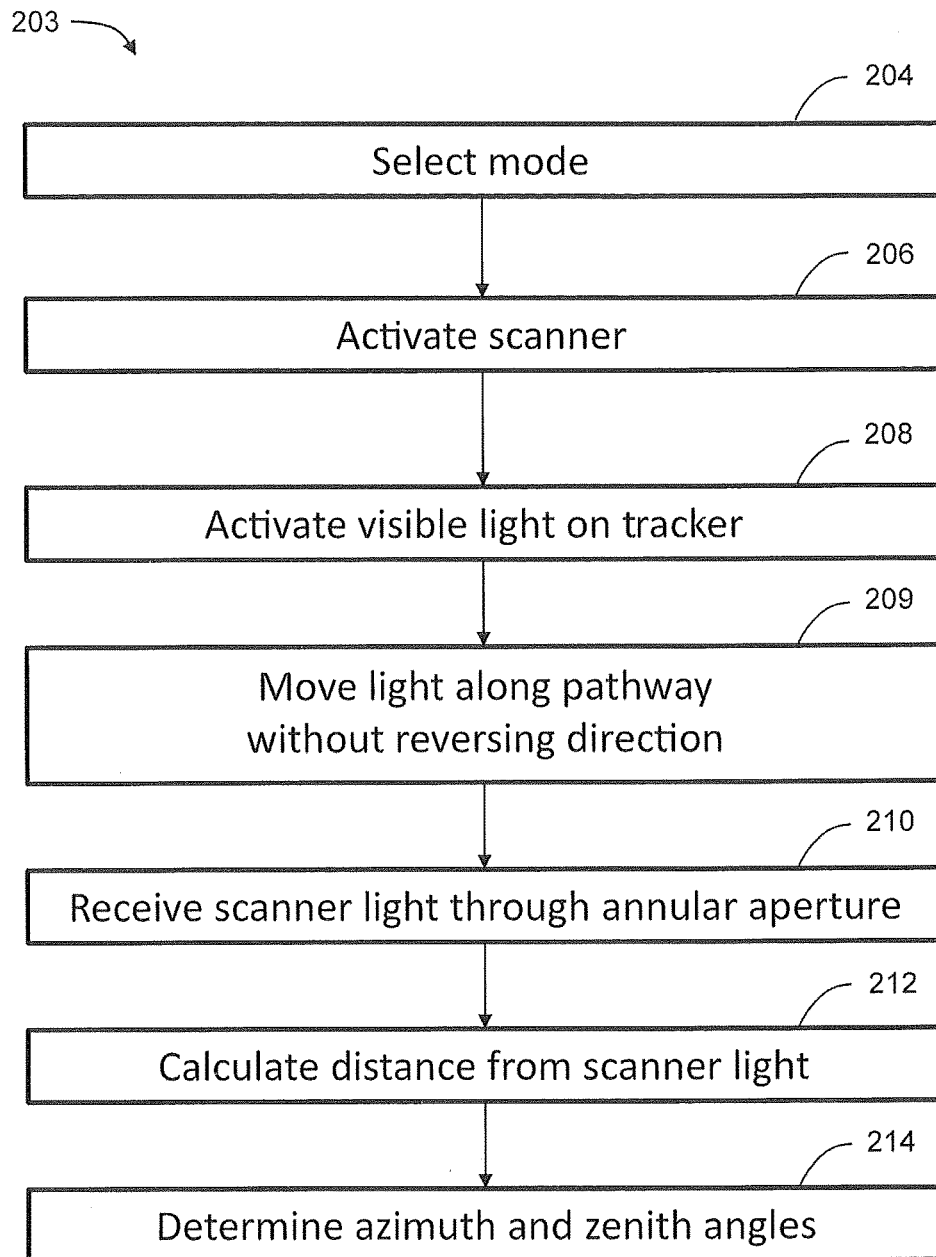 203
204
Select mode
206
Activate scanner
208
Activate visible light on tracker
209
Move light along pathway
without reversing direction
210
Receive scanner light through annular aperture
212
Calculate distance from scanner light
214
Determine azimuth and zenith angles